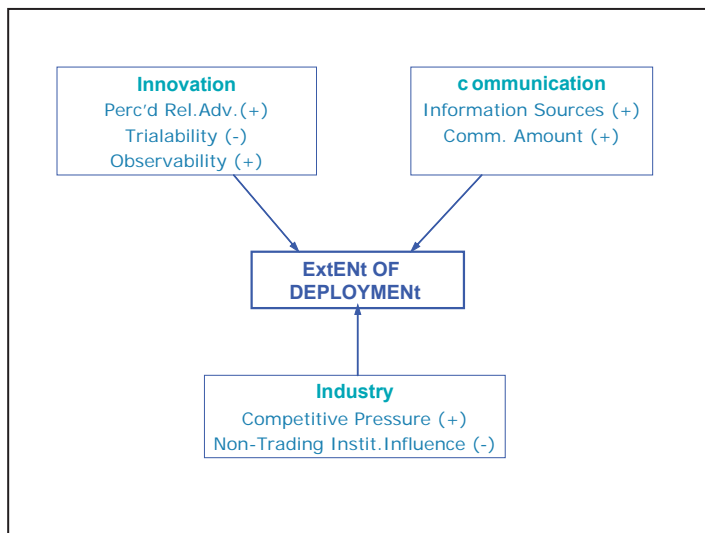 Innovation
Perc'd Rel.Adv.(+)
Trialability (-)
Observability (+)
c ommunication
Information Sources (+)
Comm. Amount (+)
ExtENt OF
DEPLOYMENt
Industry
Competitive Pressure (+)
Non-Trading Instit.Influence (-)